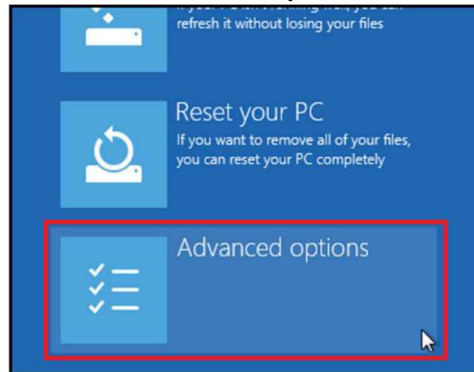 refresh it without losing your files
Reset your PC
If you want to remove all of your files,
you can reset your PC completely
Advanced options